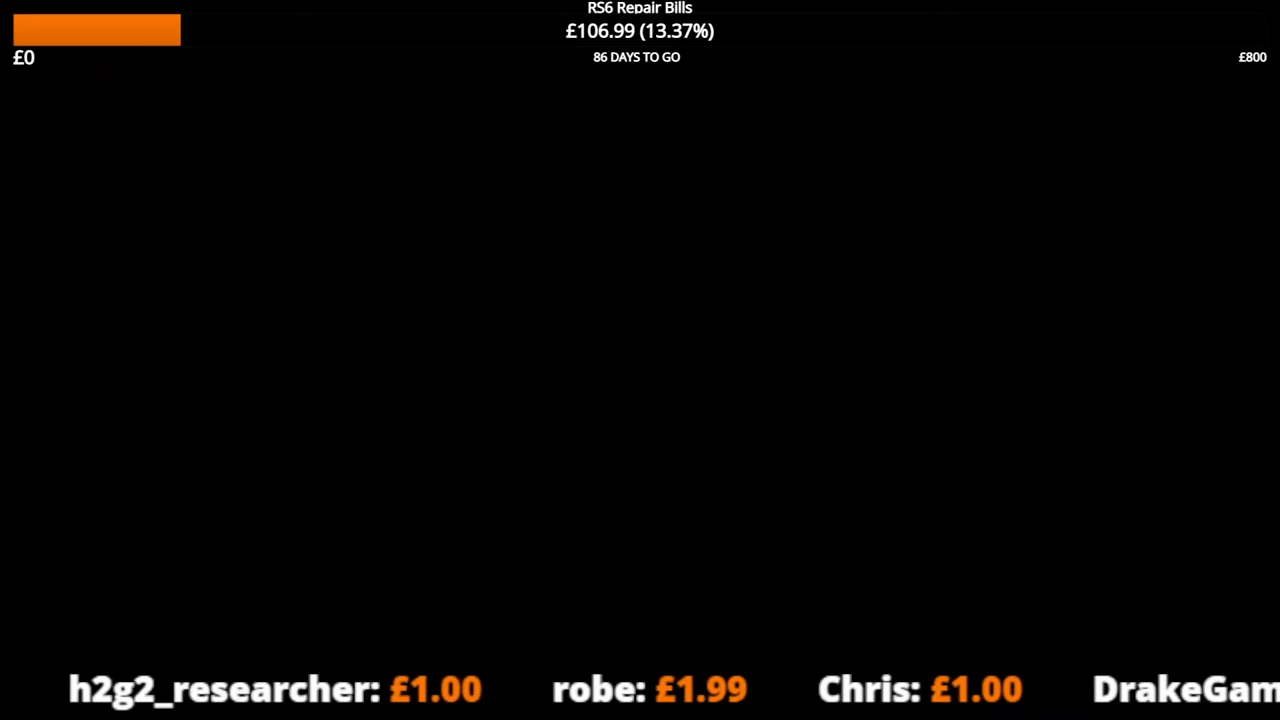 RS6 Repair Bills
£106.99 (13.37%)
£0 86 DAYS TO GO £800
h2g2_researcher: £1.00 robe: £1.99 Chris: £1.00 DrakeGam